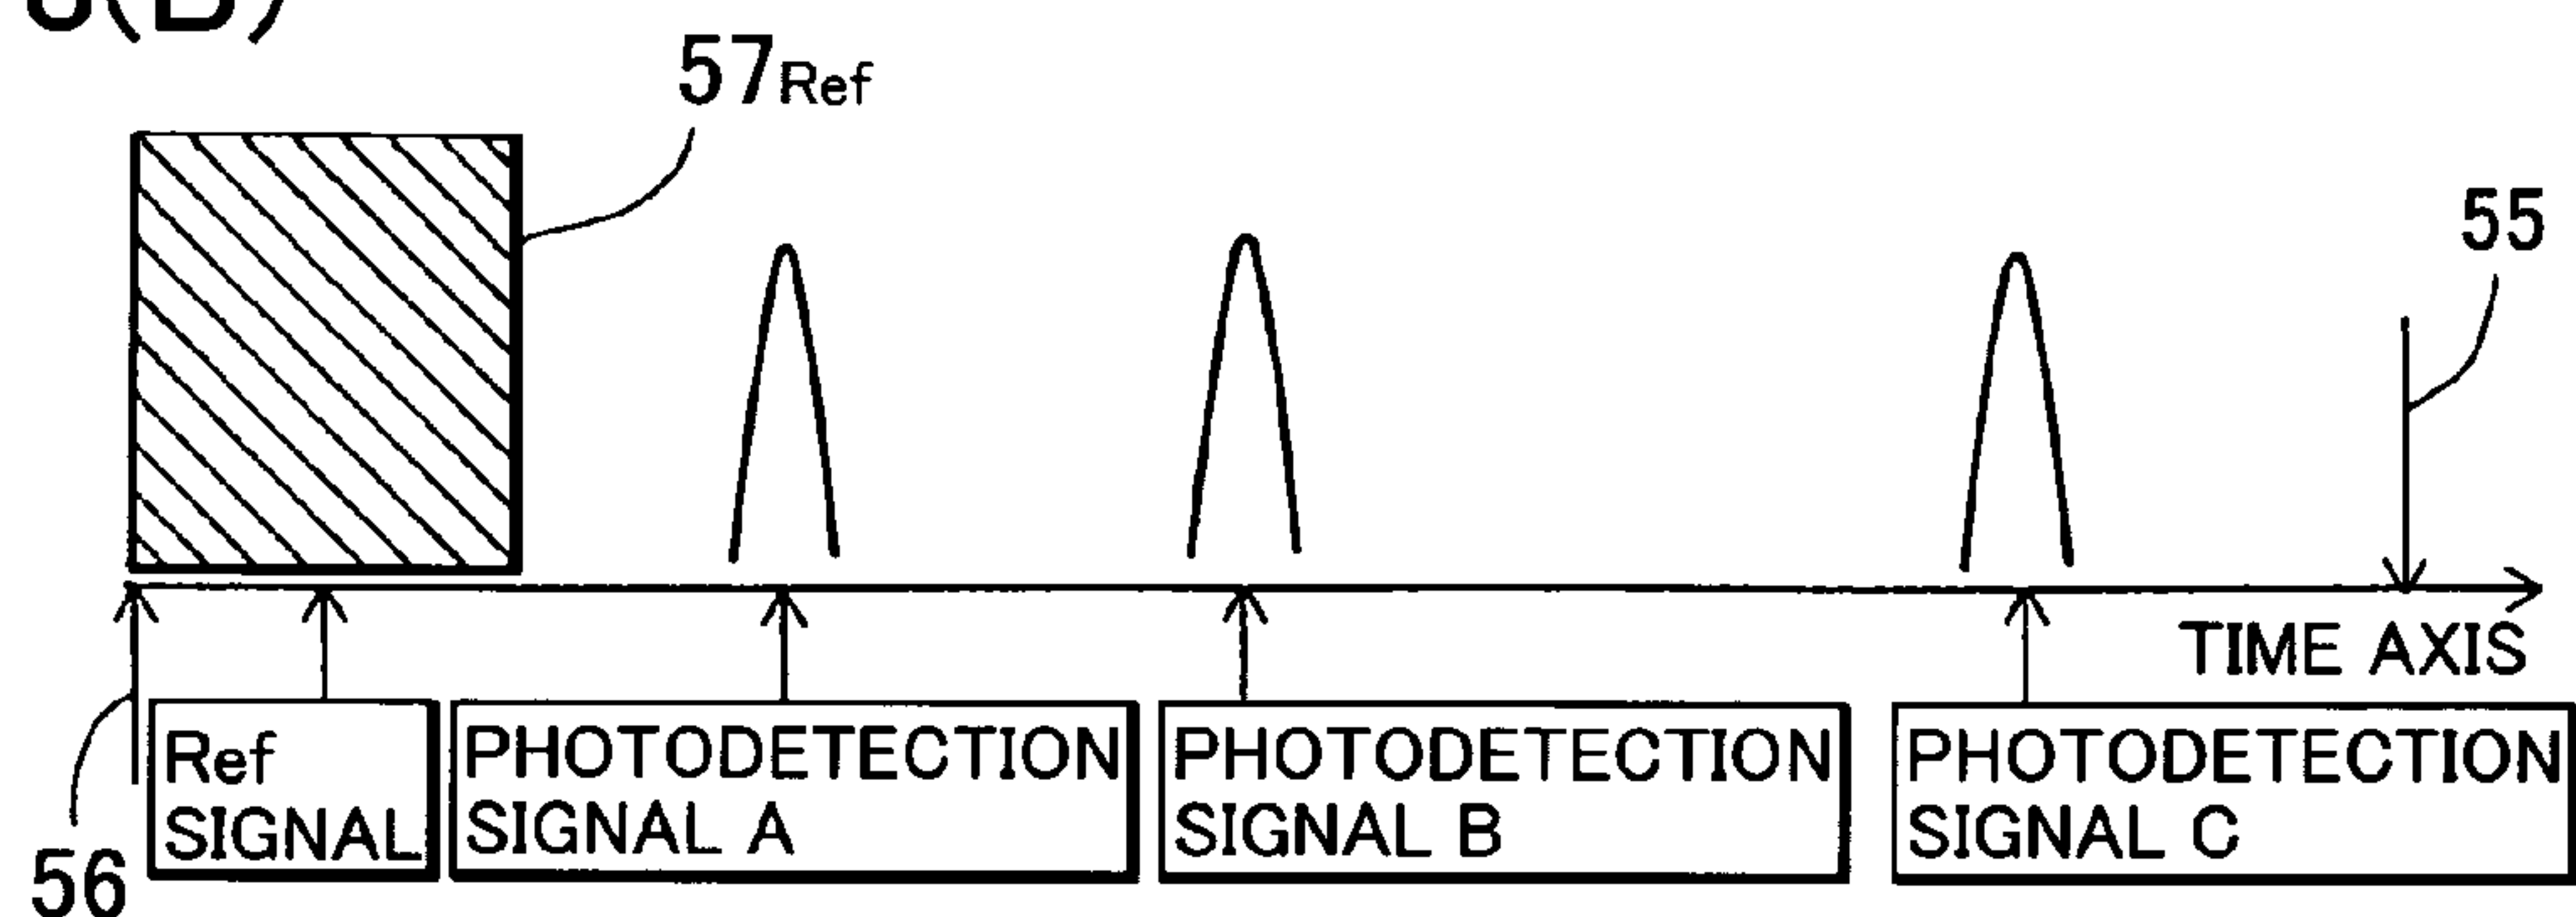 (B)
57Ref
55
TIME AXIS
Ref
SIGNAL
PHOTODETECTION
SIGNAL A
PHOTODETECTION
SIGNAL B
PHOTODETECTION
SIGNAL C
56